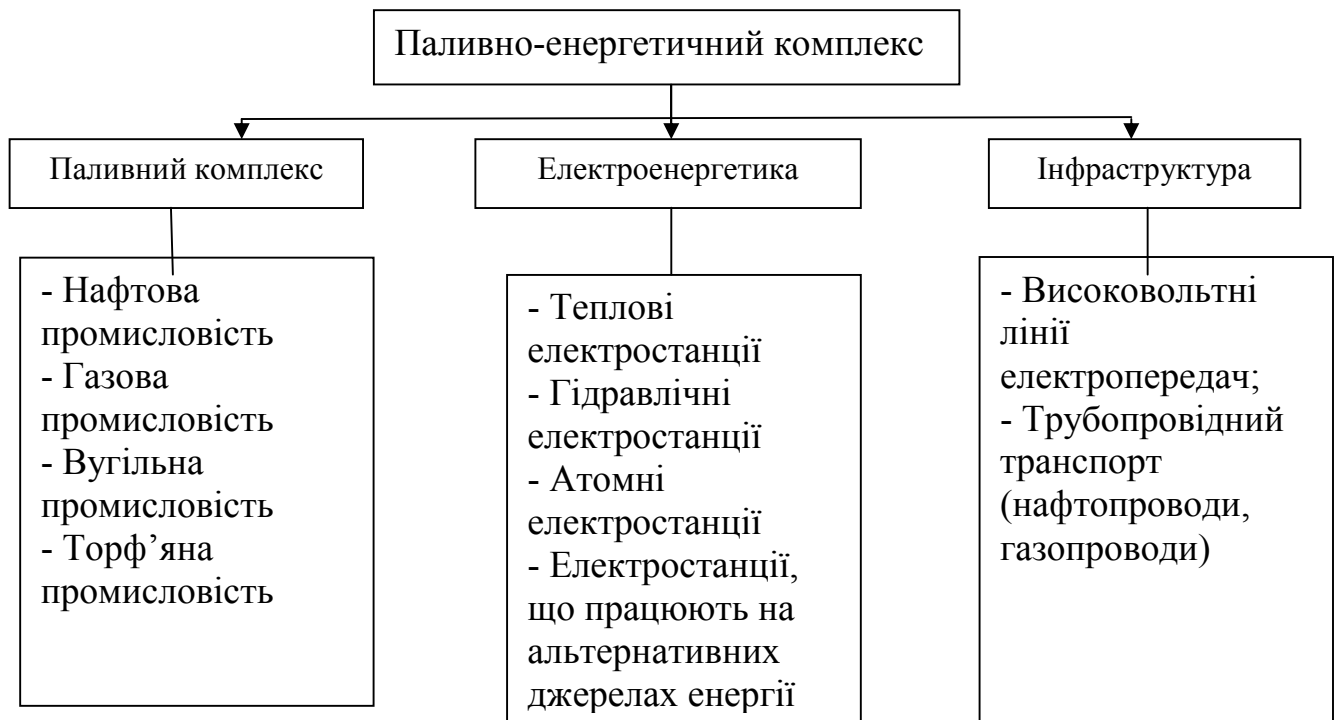 Паливно-енергетичний комплекс
Паливний комплекс
Електроенергетика
Інфраструктура
- Нафтова
промисловість
- Газова
промисловість
- Вугільна
промисловість
- Торф’яна
промисловість
- Теплові
електростанції
- Гідравлічні
електростанції
- Атомні
електростанції
- Електростанції,
що працюють на
альтернативних
джерелах енергії
- Високовольтні
лінії
електропередач;
- Трубопровідний
транспорт
(нафтопроводи,
газопроводи)